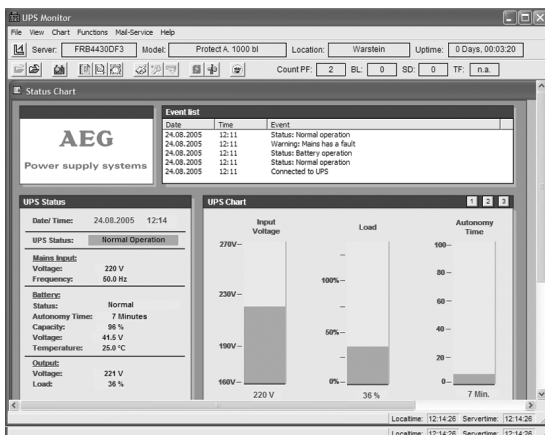 UPS Monitor
File View Chart Functions Mail-Service Help
Server: FRB4430DF3 Model: Protect A. 1000 bl Location: Warstein Uptime: 0 Days, 00:03:20
Count PF: 2 BL: 0 SD: 0 TF: n.a.
Status Chart
AEG
Power supply systems
Event list
Date Time Event
24.08.2005 12:11 Status: Normal operation
24.08.2005 12:11 Warning: Mains has a fault
24.08.2005 12:11 Status: Battery operation
24.08.2005 12:11 Status: Normal operation
24.08.2005 12:11 Connected to UPS
UPS Status
Date/ Time: 24.08.2005 12:14
UPS Status: Normal Operation
Mains Input:
Voltage: 220 V
Frequency: 50.0 Hz
Battery:
Status: Normal
Autonomy Time: 7 Minutes
Capacity: 96 %
Voltage: 41.5 V
Temperature: 25.0 °C
Output:
Voltage: 221 V
Load: 36 %
UPS Chart 1 2 3
Input Voltage
270V
230V
190V
160V
220 V
Load
100%
50%
0%
36 %
Autonomy Time
100
80
60
40
20
0
7 Min.
Localtime: 12:14:26 Servertime: 12:14:26
Localtime: 12:14:26 Servertime: 12:14:26